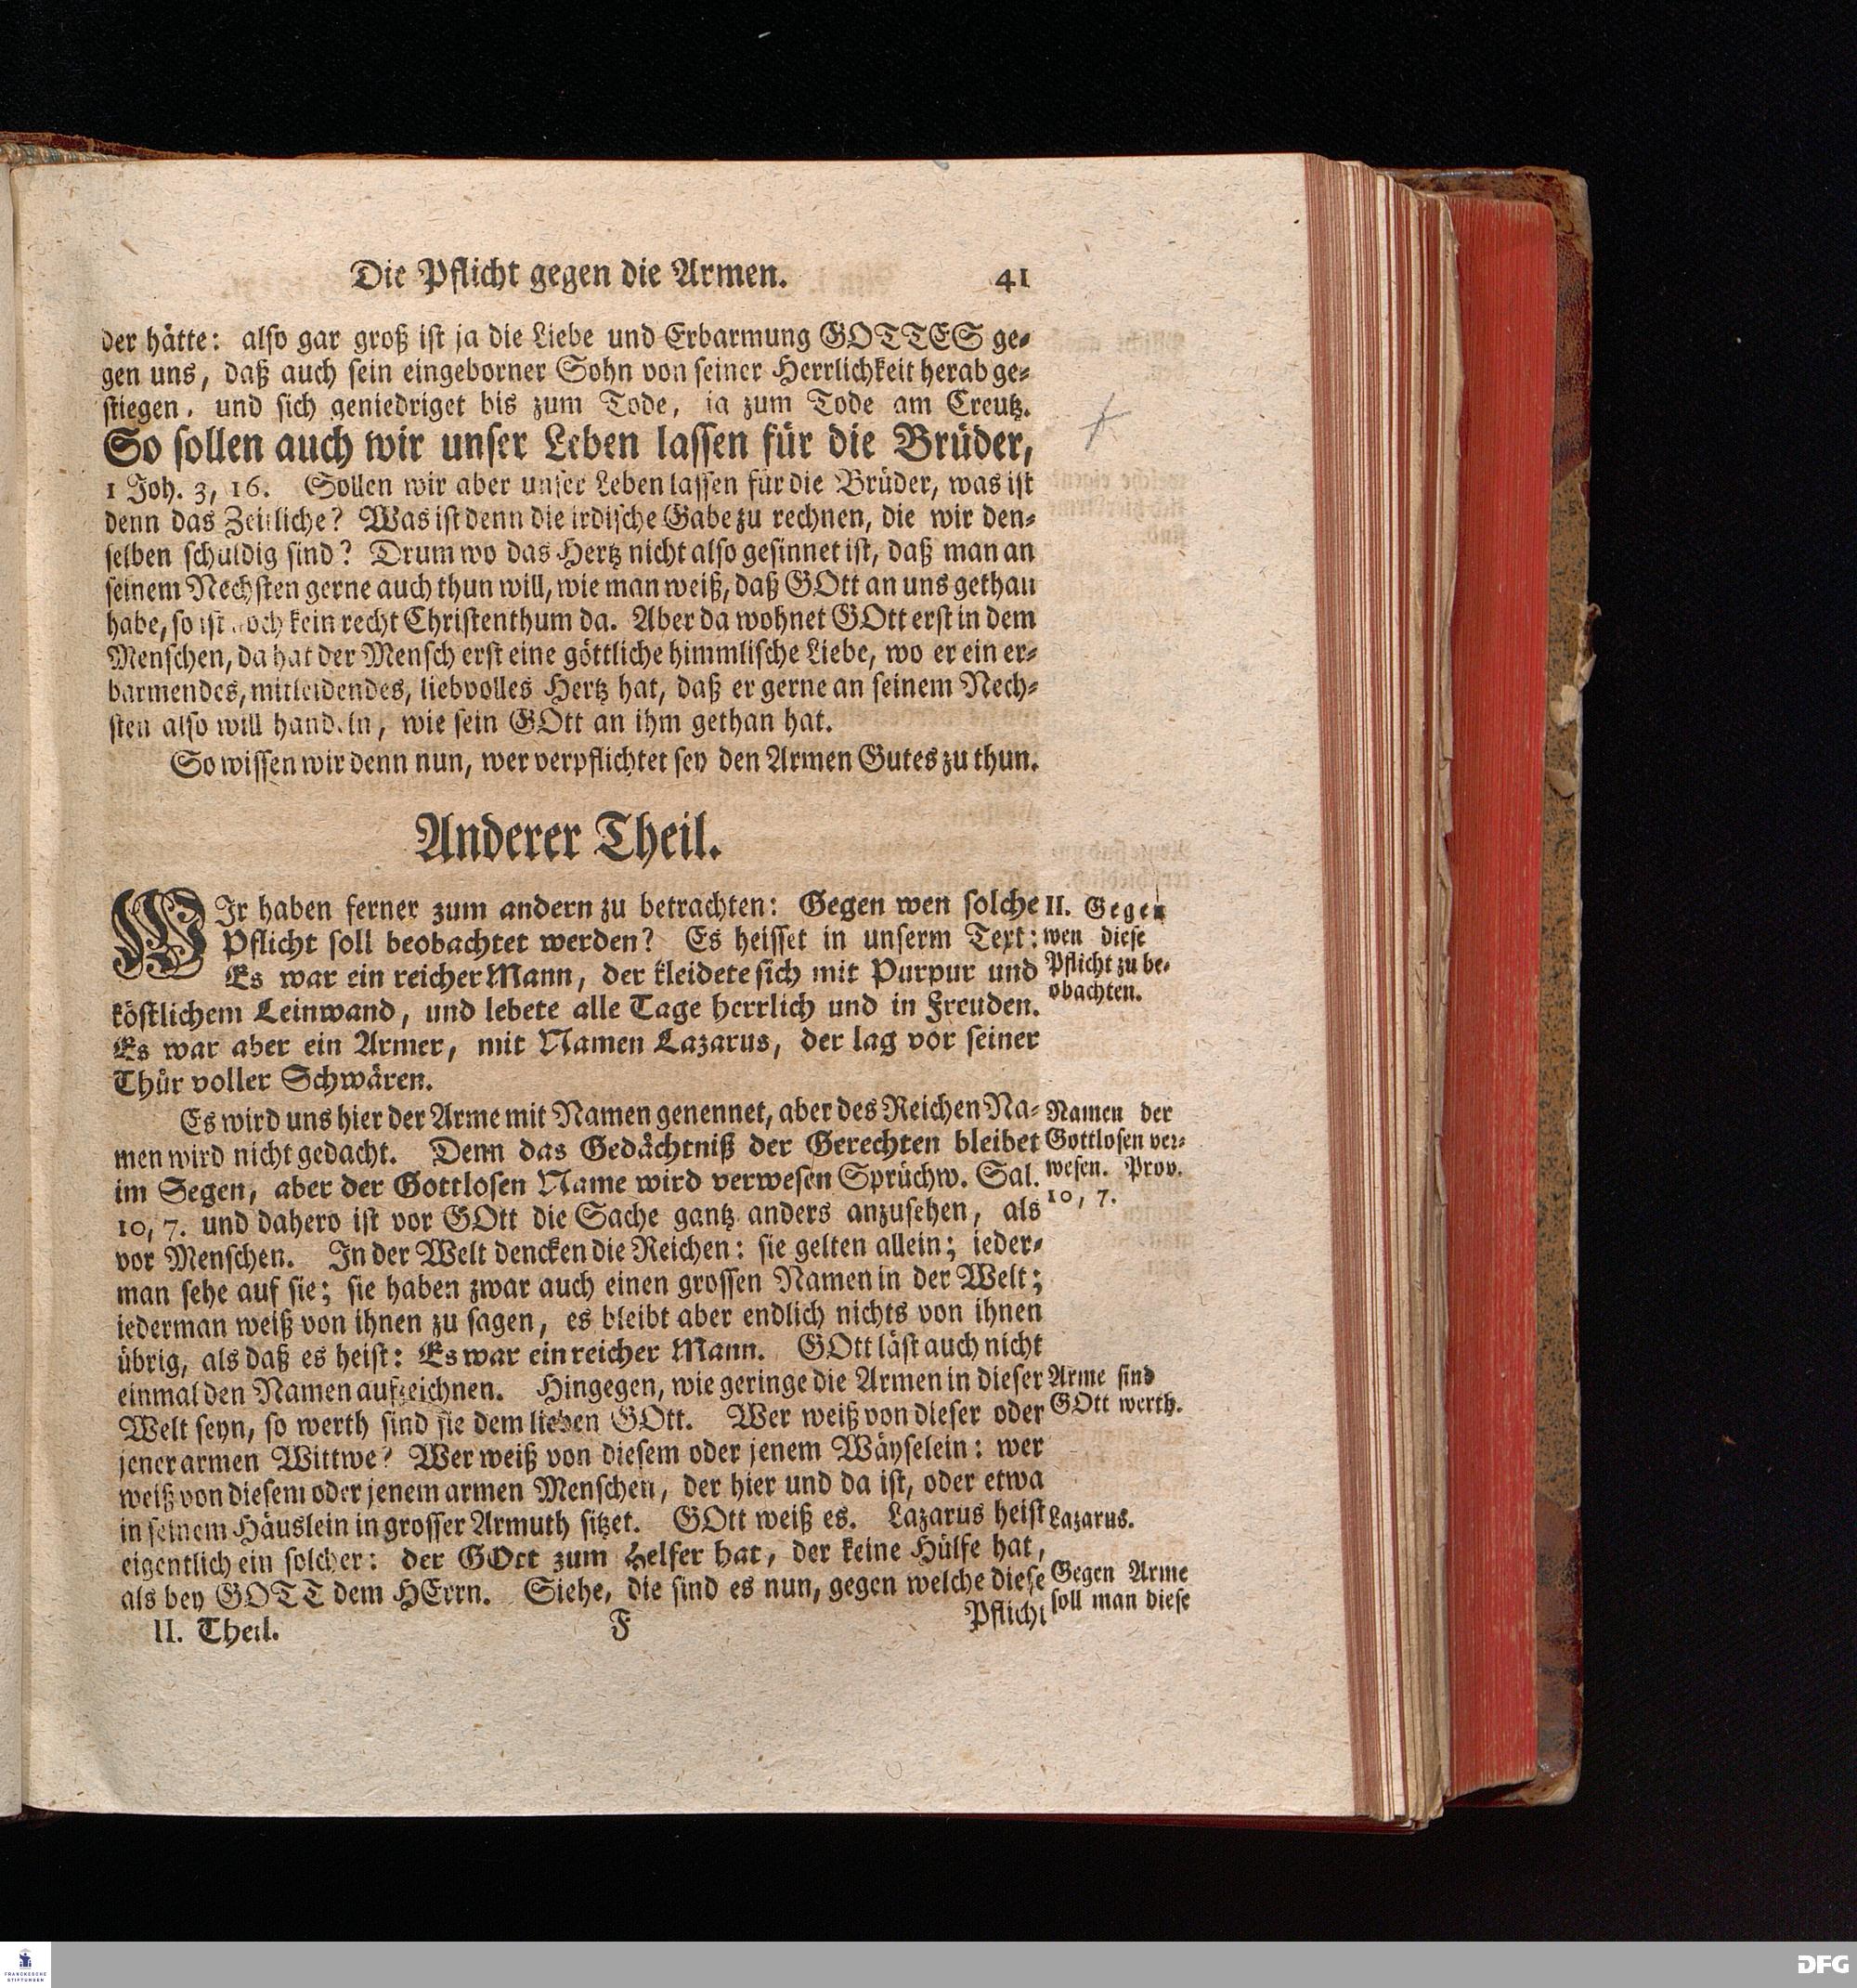 Die Pflicht gegen die Armen. 41
der hätte: also gar groß ist ja die Liebe und Erbarmung GOTTES ge-
gen uns, daß auch sein eingeborner Sohn von seiner Herrlichkeit herab ge-
stiegen, und sich geniedriget bis zum Tode, ja zum Tode am Creutz.
So sollen auch wir unser Leben lassen für die Brüder,
1 Joh. 3, 16. Sollen wir aber unser Leben lassen für die Brüder, was ist
denn das Zeitliche? Was ist denn die irdische Gabe zu rechnen, die wir den-
selben schuldig sind? Drum wo das Hertz nicht also gesinnet ist, daß man an
seinem Nechsten gerne auch thun will, wie man weiß, daß GOtt an uns gethan
habe, so ist noch kein recht Christenthum da. Aber da wohnet GOtt erst in dem
Menschen, da hat der Mensch erst eine göttliche himmlische Liebe, wo er ein er-
barmendes, mitleidendes, liebvolles Hertz hat, daß er gerne an seinem Nech-
sten also will handeln, wie sein GOtt an ihm gethan hat.
So wissen wir denn nun, wer verpflichtet sey den Armen Gutes zu thun.
Anderer Theil.
WIr haben ferner zum andern zu betrachten: Gegen wen solche
Pflicht soll beobachtet werden? Es heisset in unserm Text:
Es war ein reicher Mann, der kleidete sich mit Purpur und
köstlichem Leinwand, und lebete alle Tage herrlich und in Freuden.
Es war aber ein Armer, mit Namen Lazarus, der lag vor seiner
Thür voller Schwären.
II. Gegen
wen diese
Pflicht zu be-
obachten.
Es wird uns hier der Arme mit Namen genennet, aber des Reichen Na-
men wird nicht gedacht. Denn das Gedächtniß der Gerechten bleibet
im Segen, aber der Gottlosen Name wird verwesen Sprüchw. Sal.
10, 7. und dahero ist vor GOtt die Sache gantz anders anzusehen, als
vor Menschen. In der Welt dencken die Reichen: sie gelten allein; ieder-
man sehe auf sie; sie haben zwar auch einen grossen Namen in der Welt;
iederman weiß von ihnen zu sagen, es bleibt aber endlich nichts von ihnen
übrig, als daß es heist: Es war ein reicher Mann. GOtt läst auch nicht
einmal den Namen aufzeichnen. Hingegen, wie geringe die Armen in dieser
Welt seyn, so werth sind sie dem lieben GOtt. Wer weiß von dieser oder
jener armen Wittwe? Wer weiß von diesem oder jenem Wäyselein: wer
weiß von diesem oder jenem armen Menschen, der hier und da ist, oder etwa
in seinem Häuslein in grosser Armuth sitzet. GOtt weiß es. Lazarus heist
eigentlich ein solcher: der GOtt zum Helfer hat, der keine Hülfe hat,
als bey GOTT dem HErrn. Siehe, die sind es nun, gegen welche diese
Namen der
Gottlosen ver-
wesen. Prov.
10, 7.
Arme sind
GOtt werth.
Lazarus.
Gegen Arme
soll man diese
II. Theil. F Pflicht
FRANCKESCHE
STIFTUNGEN
DFG